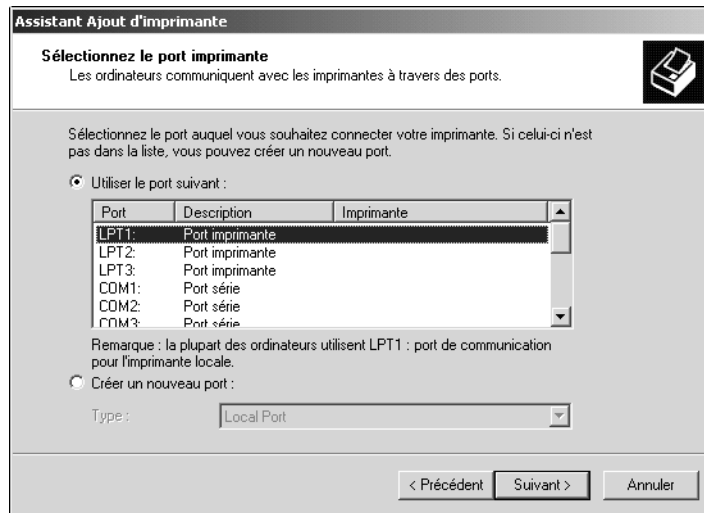 Assistant Ajout d'imprimante
Sélectionnez le port imprimante
Les ordinateurs communiquent avec les imprimantes à travers des ports.
Sélectionnez le port auquel vous souhaitez connecter votre imprimante. Si celui-ci n'est
pas dans la liste, vous pouvez créer un nouveau port.
Utiliser le port suivant :
Port Description Imprimante
LPT1: Port imprimante
LPT2: Port imprimante
LPT3: Port imprimante
COM1: Port série
COM2: Port série
COM3: Port série
Remarque : la plupart des ordinateurs utilisent LPT1 : port de communication
pour l'imprimante locale.
Créer un nouveau port :
Type : Local Port
< Précédent Suivant > Annuler